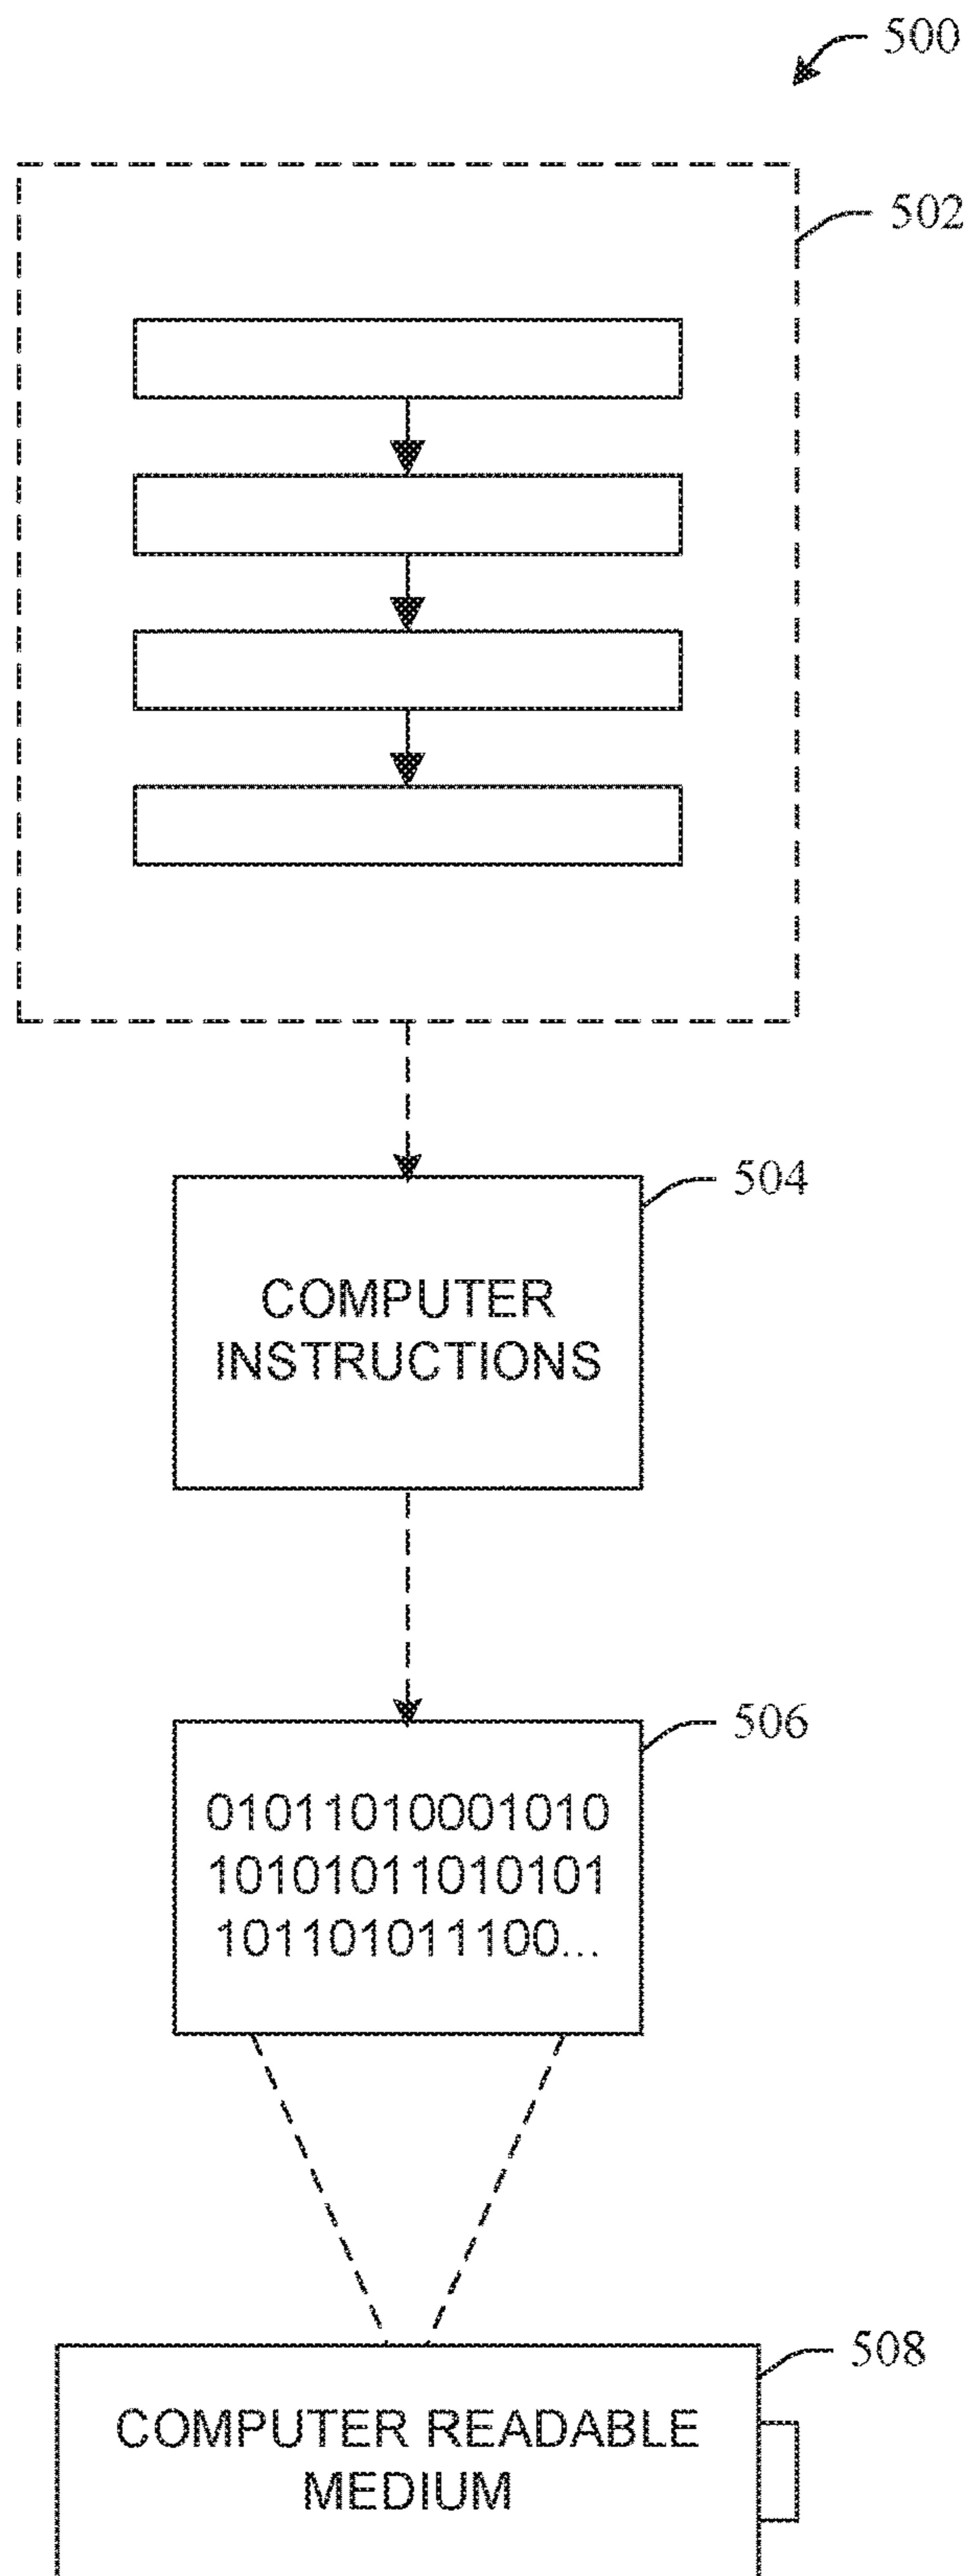 500
502
504
COMPUTER
INSTRUCTIONS
506
01011010001010
10101011010101
101101011100...
508
COMPUTER READABLE
MEDIUM